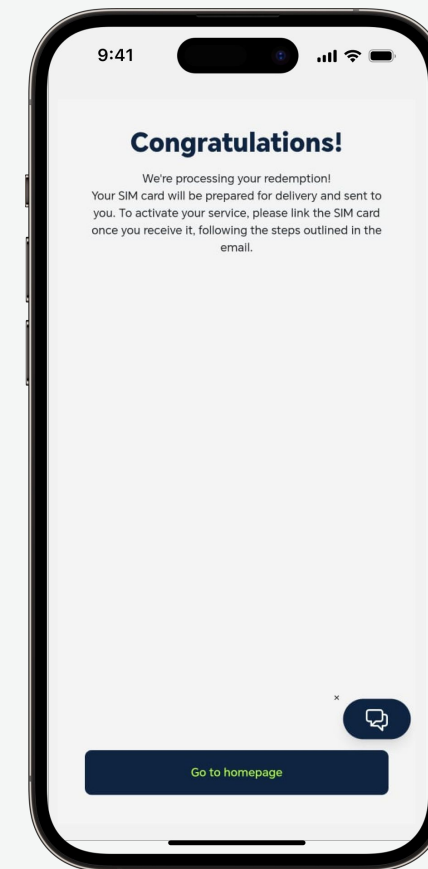 9:41
Congratulations!
We're processing your redemption!
Your SIM card will be prepared for delivery and sent to
you. To activate your service, please link the SIM card
once you receive it, following the steps outlined in the
email.
×
Go to homepage